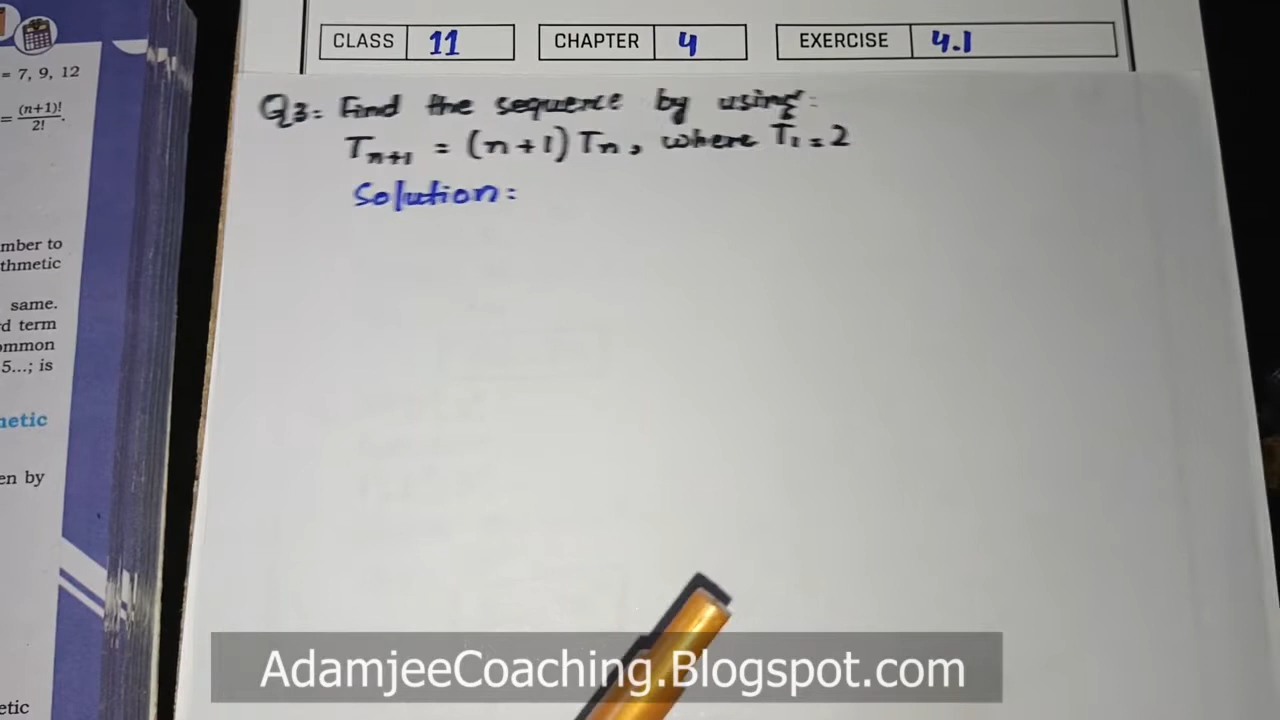 = 7, 9, 12
= (n+1)!/2!.
mber to
thmetic
same.
rd term
ommon
5...; is
netic
en by
etic
CLASS 11 CHAPTER 4 EXERCISE 4.1
Q3: Find the sequence by using:
Tn+1 = (n+1) Tn, where T1 = 2
Solution:
AdamjeeCoaching.Blogspot.com